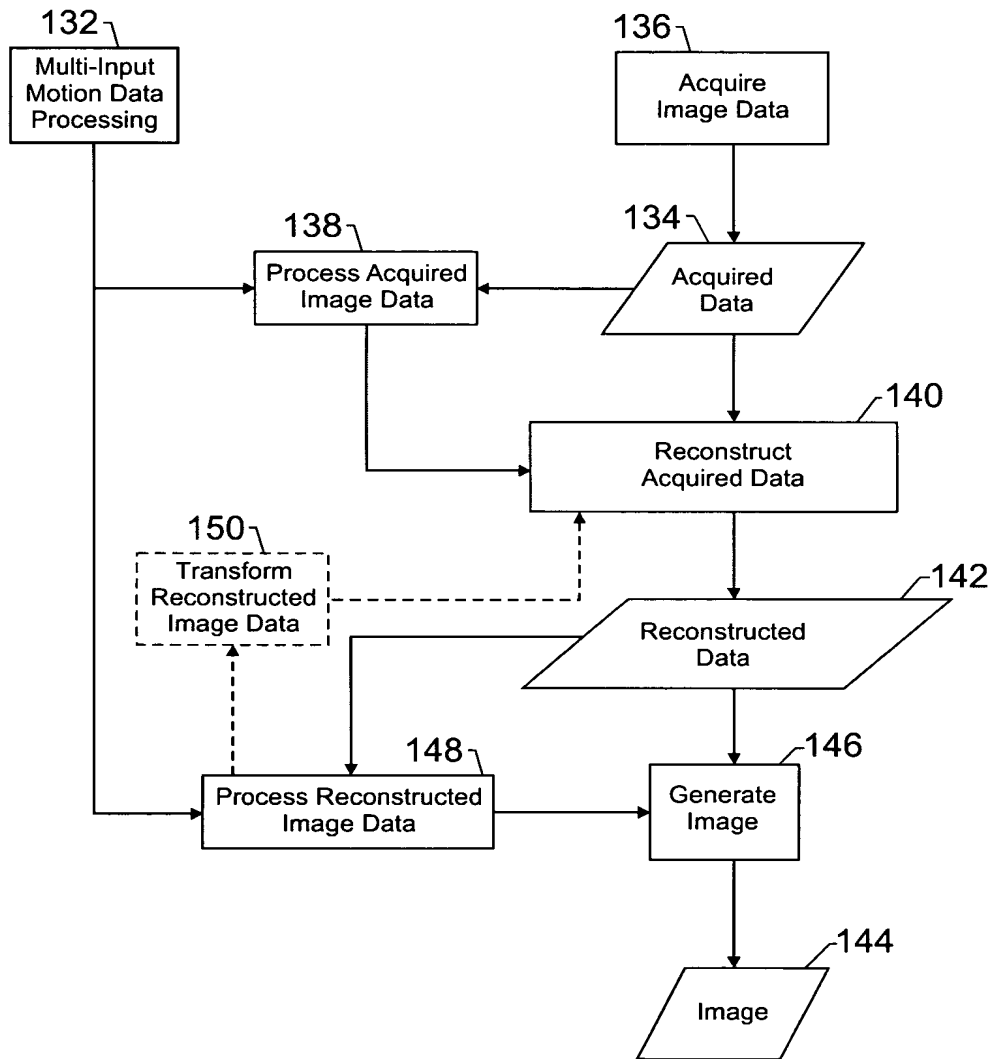 132
Multi-Input
Motion Data
Processing
136
Acquire
Image Data
134
Acquired
Data
138
Process Acquired
Image Data
140
Reconstruct
Acquired Data
150
Transform
Reconstructed
Image Data
142
Reconstructed
Data
148
Process Reconstructed
Image Data
146
Generate
Image
144
Image